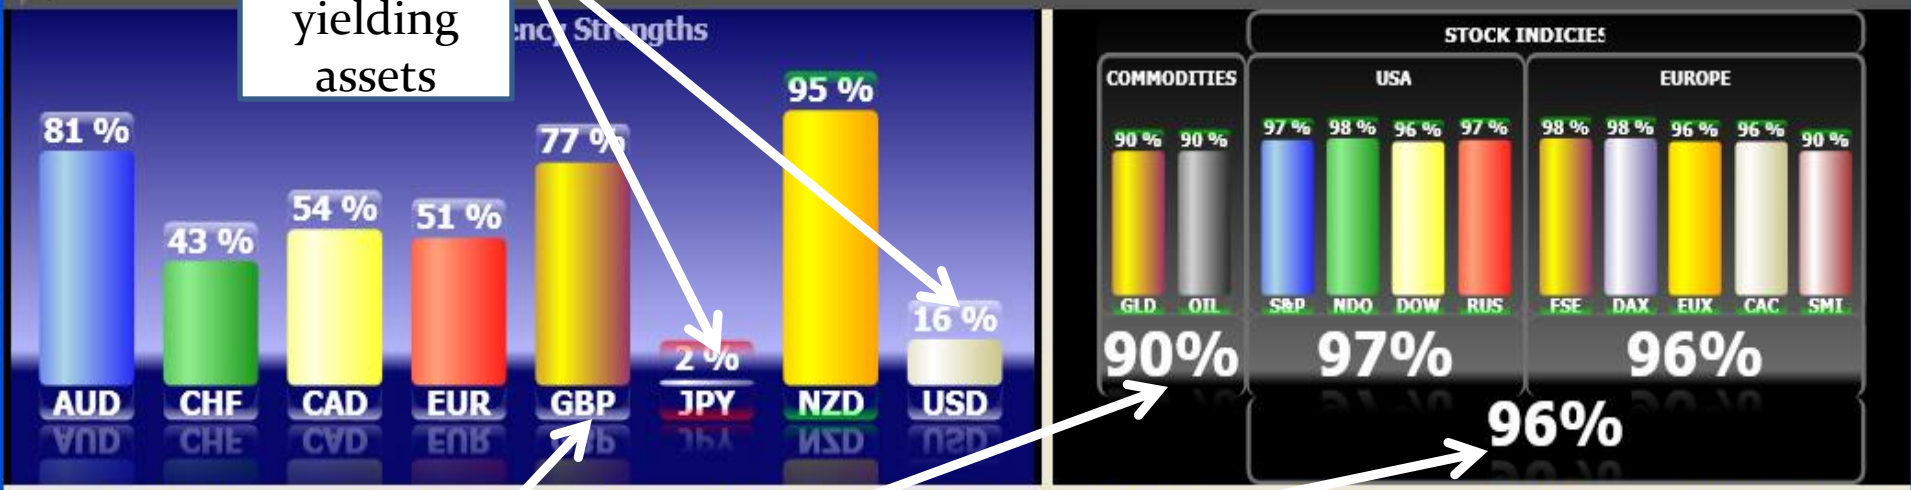 yielding
assets
ency Strengths
81 %
43 %
54 %
51 %
77 %
2 %
95 %
16 %
AUD
CHF
CAD
EUR
GBP
JPY
NZD
USD
STOCK INDICIES
COMMODITIES
USA
EUROPE
90 %
90 %
97 %
98 %
96 %
97 %
98 %
98 %
96 %
96 %
90 %
GLD
OIL
S&P
NDQ
DOW
RUS
FSE
DAX
EUX
CAC
SMI
90%
97%
96%
96%